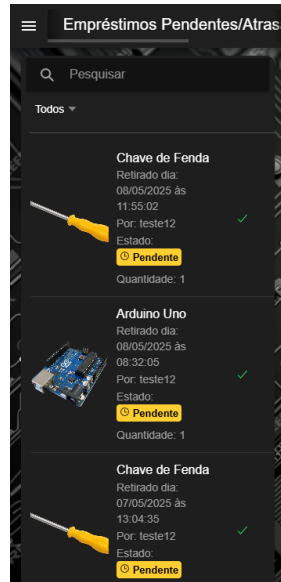 Empréstimos Pendentes/Atras
Pesquisar
Todos
Chave de Fenda
Retirado dia:
08/05/2025 às
11:55:02
Por: teste12
Estado:
Pendente
Quantidade: 1
Arduino Uno
Retirado dia:
08/05/2025 às
08:32:05
Por: teste12
Estado:
Pendente
Quantidade: 1
Chave de Fenda
Retirado dia:
07/05/2025 às
13:04:35
Por: teste12
Estado:
Pendente